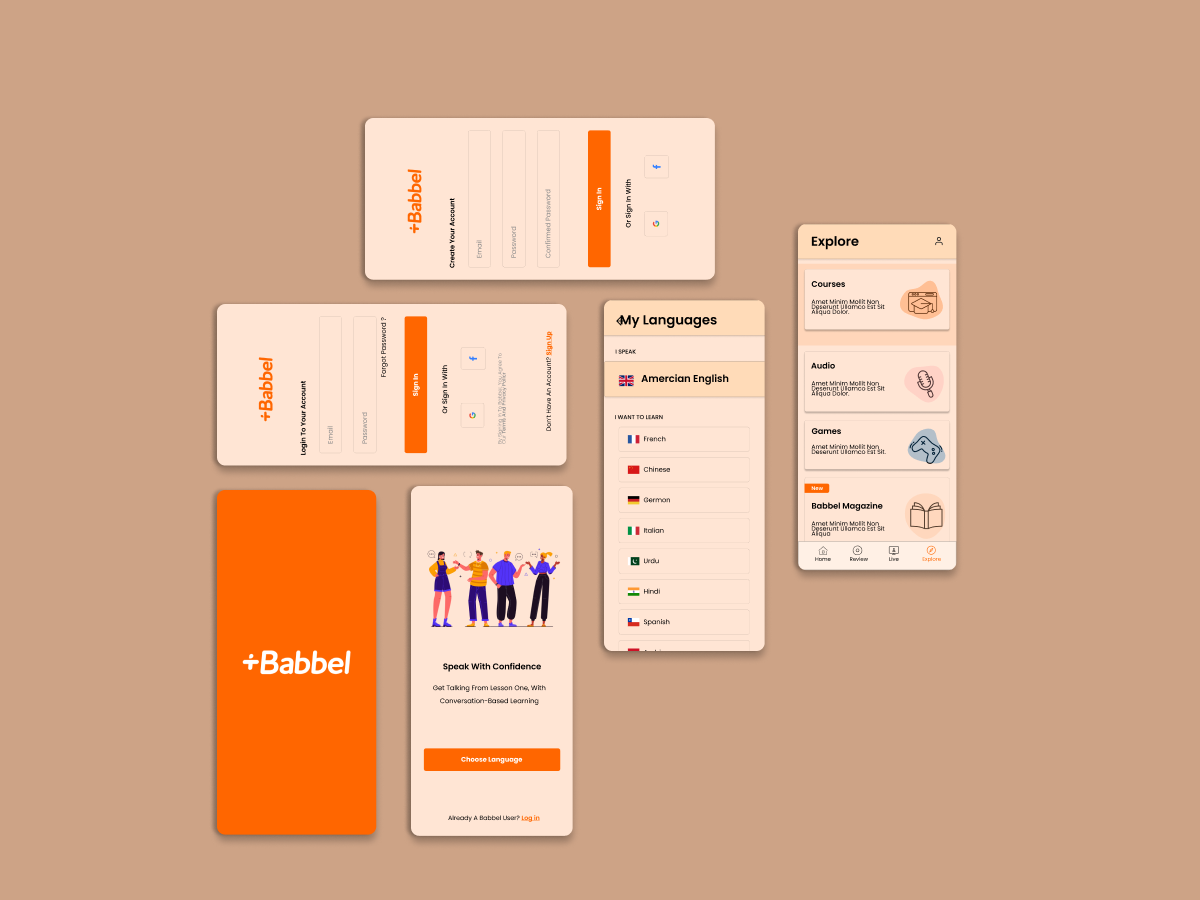 +Babbel
Create Your Account
Email
Password
Confirmed Password
Sign In
Or Sign In With
+Babbel
Login To Your Account
Email
Password
Forgot Password ?
Sign In
Or Sign In With
Don't Have An Account? Sign Up
+Babbel
Speak With Confidence
Get Talking From Lesson One, With
Conversation-Based Learning
Choose Language
Already A Babbel User? Log in
My Languages
I SPEAK
Amercian English
I WANT TO LEARN
French
Chinese
Germon
Italian
Urdu
Hindi
Spanish
Explore
Courses
Amet Minim Mollit Non
Deserunt Ullamco Est Sit
Aliqua Dolor.
Audio
Amet Minim Mollit Non
Deserunt Ullamco Est Sit
Aliqua Dolor.
Games
Amet Minim Mollit Non
Deserunt Ullamco Est Sit.
New
Babbel Magazine
Amet Minim Mollit Non
Deserunt Ullamco Est Sit
Aliqua
Home
Review
Live
Explore